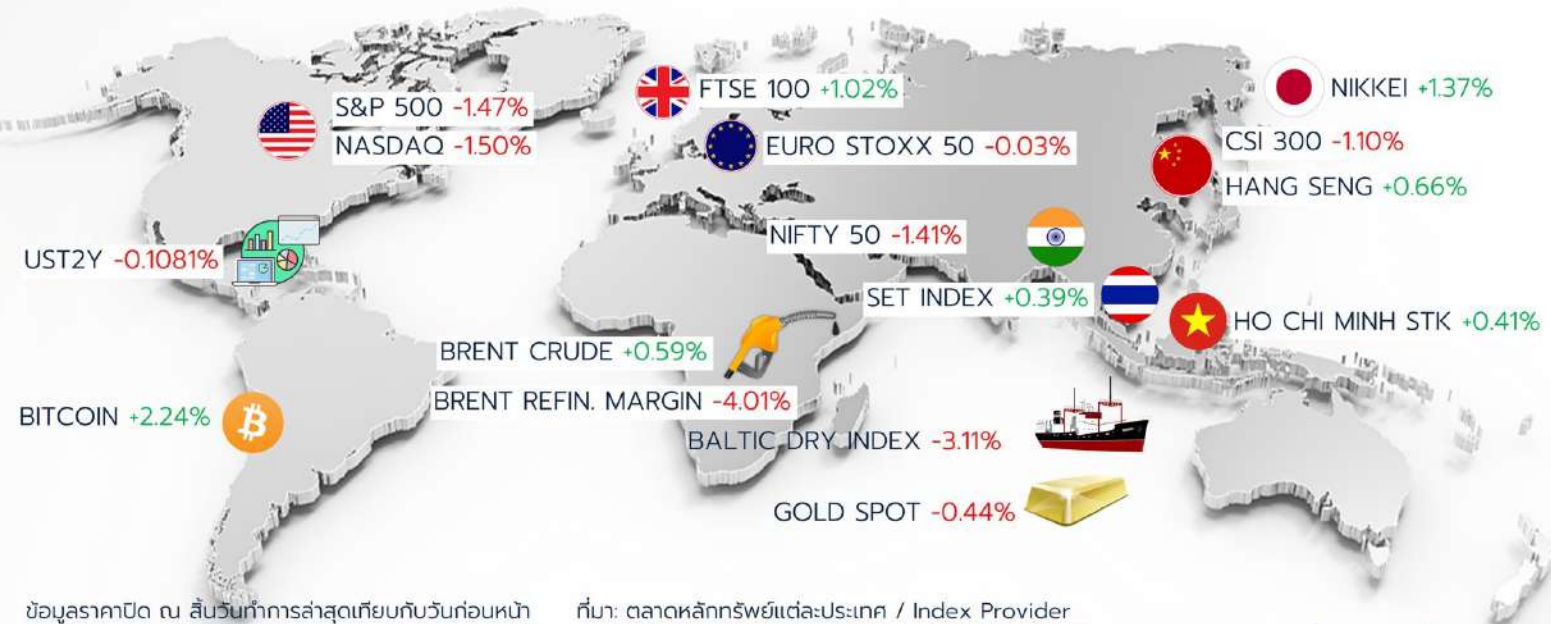 S&P 500 -1.47%
NASDAQ -1.50%
FTSE 100 +1.02%
EURO STOXX 50 -0.03%
NIKKEI +1.37%
CSI 300 -1.10%
HANG SENG +0.66%
UST2Y -0.1081%
NIFTY 50 -1.41%
SET INDEX +0.39%
HO CHI MINH STK +0.41%
BRENT CRUDE +0.59%
BRENT REFIN. MARGIN -4.01%
BITCOIN +2.24%
BALTIC DRY INDEX -3.11%
GOLD SPOT -0.44%
ข้อมูลราคาปิด ณ สิ้นวันทำการล่าสุดเทียบกับวันก่อนหน้า
ที่มา: ตลาดหลักทรัพย์แต่ละประเทศ / Index Provider